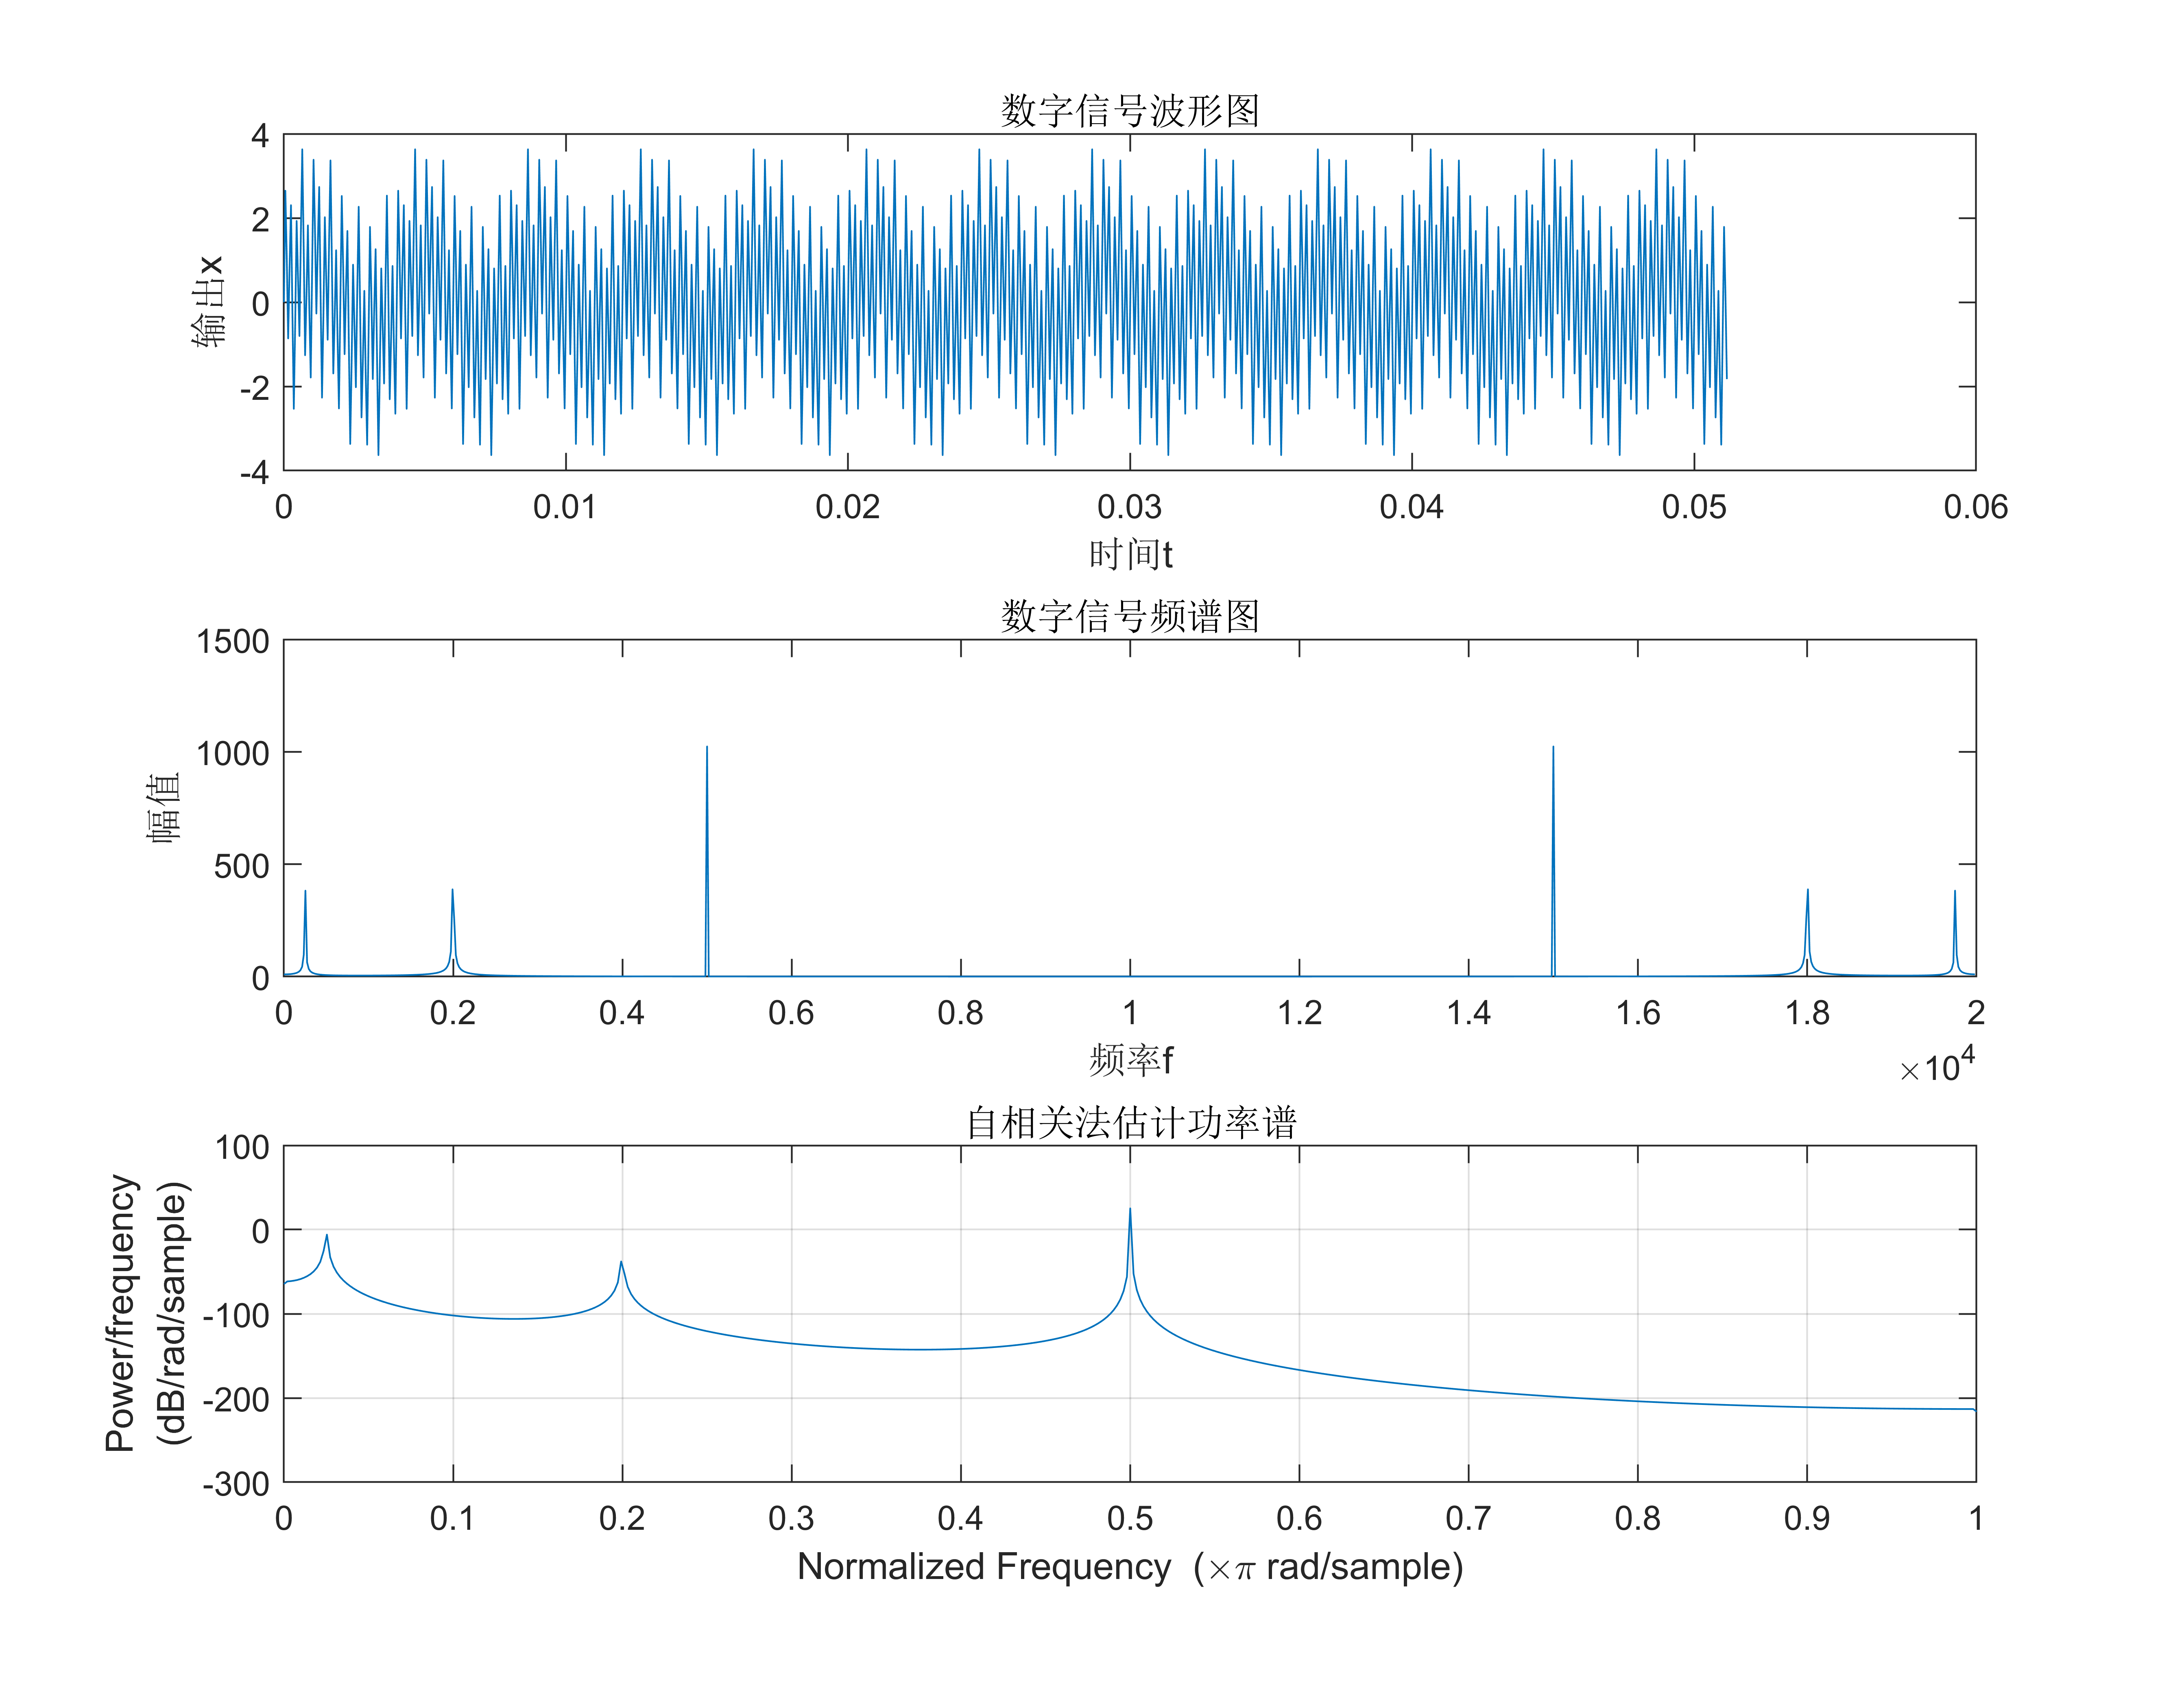 数字信号波形图
4
2
0
-2
-4
输出x
0 0.01 0.02 0.03 0.04 0.05 0.06
时间t
数字信号频谱图
1500
1000
500
0
幅值
0 0.2 0.4 0.6 0.8 1 1.2 1.4 1.6 1.8 2
频率f
×10^4
自相关法估计功率谱
100
0
-100
-200
-300
Power/frequency
(dB/rad/sample)
0 0.1 0.2 0.3 0.4 0.5 0.6 0.7 0.8 0.9 1
Normalized Frequency (×π rad/sample)